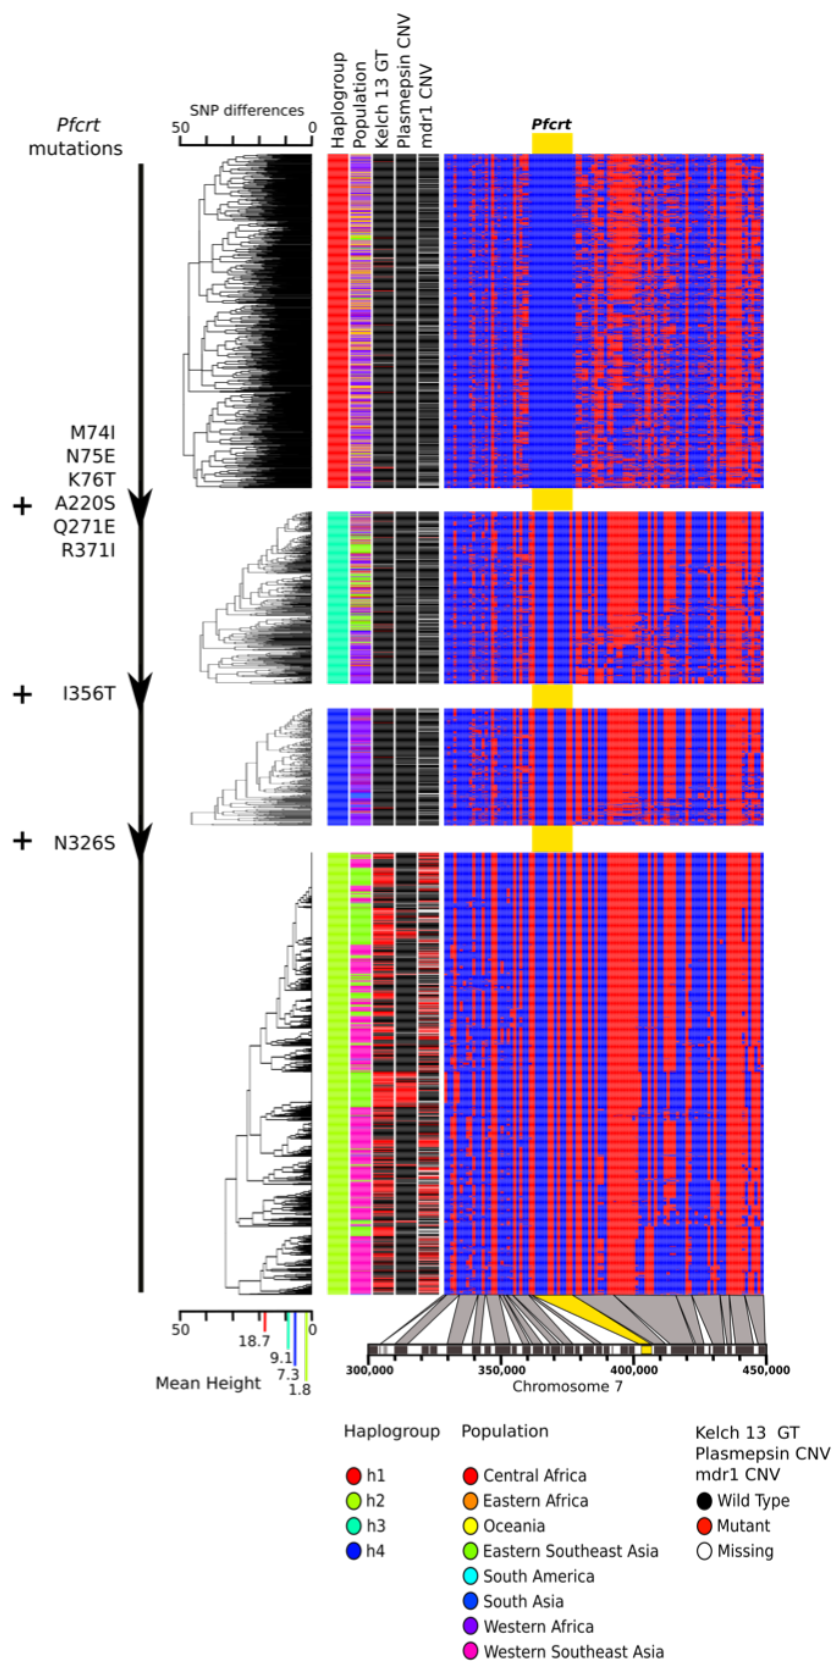 Haplogroup
Population
Kelch 13 GT
Plasmepsin CNV
mdr1 CNV
SNP differences
50 0
Pfcrt
mutations
Pfcrt
M74I
N75E
K76T
+ A220S
Q271E
R371I
+ I356T
+ N326S
50 0
18.7
9.1
7.3
1.8
Mean Height
300,000 350,000 400,000 450,000
Chromosome 7
Haplogroup
h1
h2
h3
h4
Population
Central Africa
Eastern Africa
Oceania
Eastern Southeast Asia
South America
South Asia
Western Africa
Western Southeast Asia
Kelch 13 GT
Plasmepsin CNV
mdr1 CNV
Wild Type
Mutant
Missing